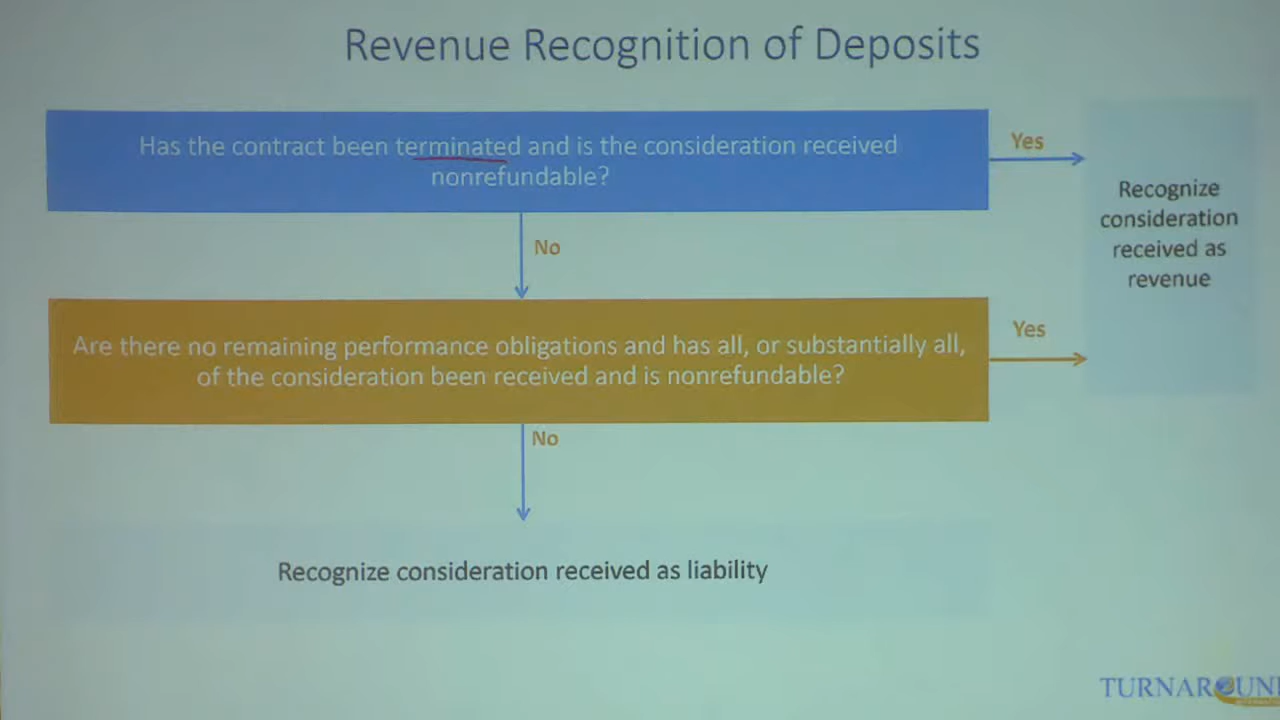 Revenue Recognition of Deposits
Has the contract been terminated and is the consideration received
nonrefundable?
Yes
Recognize
consideration
received as
revenue
No
Are there no remaining performance obligations and has all, or substantially all,
of the consideration been received and is nonrefundable?
Yes
No
Recognize consideration received as liability